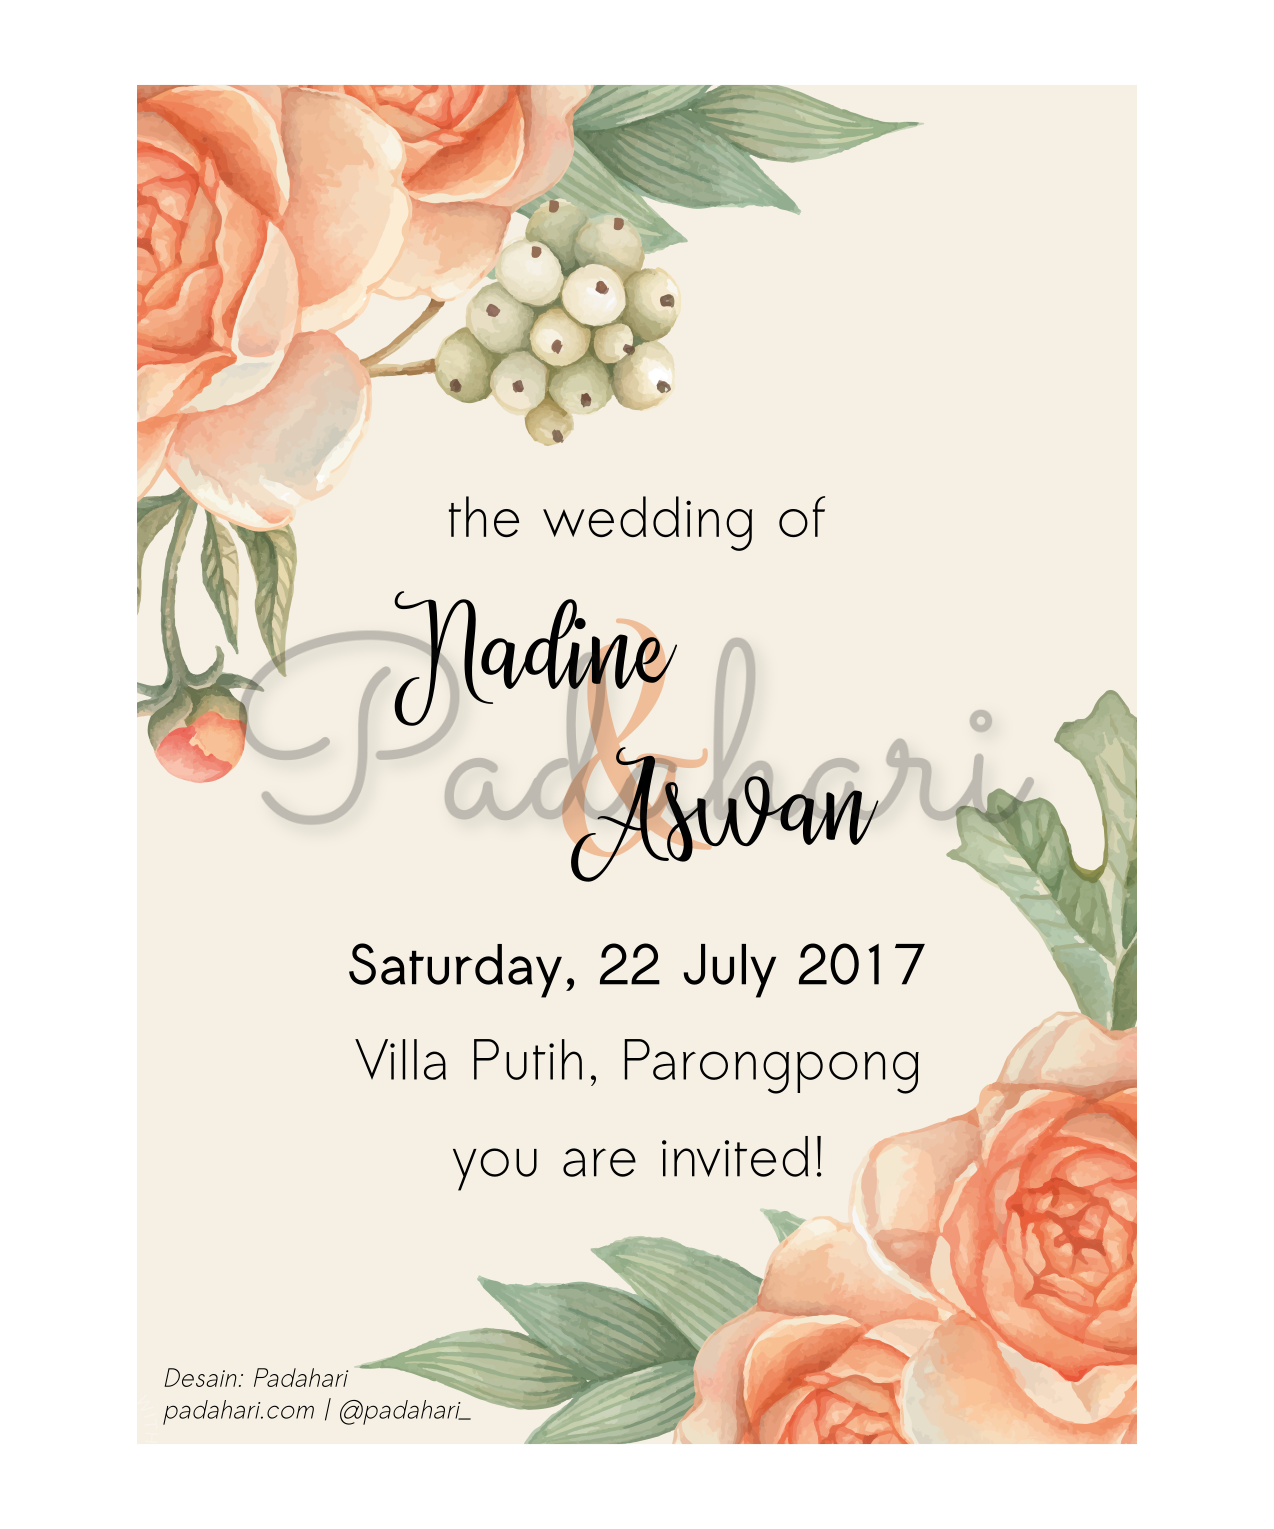 the wedding of
Nadine
&
Aswan
Padahari
Saturday, 22 July 2017
Villa Putih, Parongpong
you are invited!
Desain: Padahari
padahari.com | @padahari_